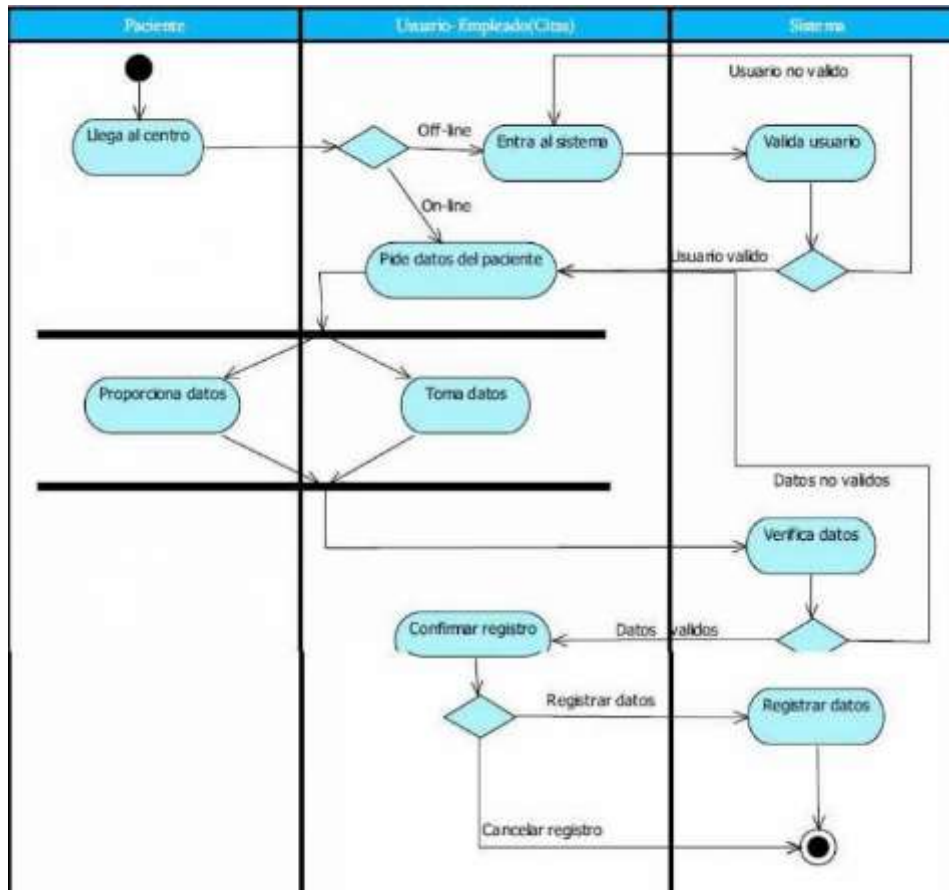 Paciente
Usuario- Empleado(Citas)
Sistema
Usuario no valido
Llega al centro
Off-line
Entra al sistema
Valida usuario
On-line
Pide datos del paciente
Usuario valido
Proporciona datos
Toma datos
Datos no validos
Verifica datos
Confirmar registro
Datos validos
Registrar datos
Registrar datos
Cancelar registro